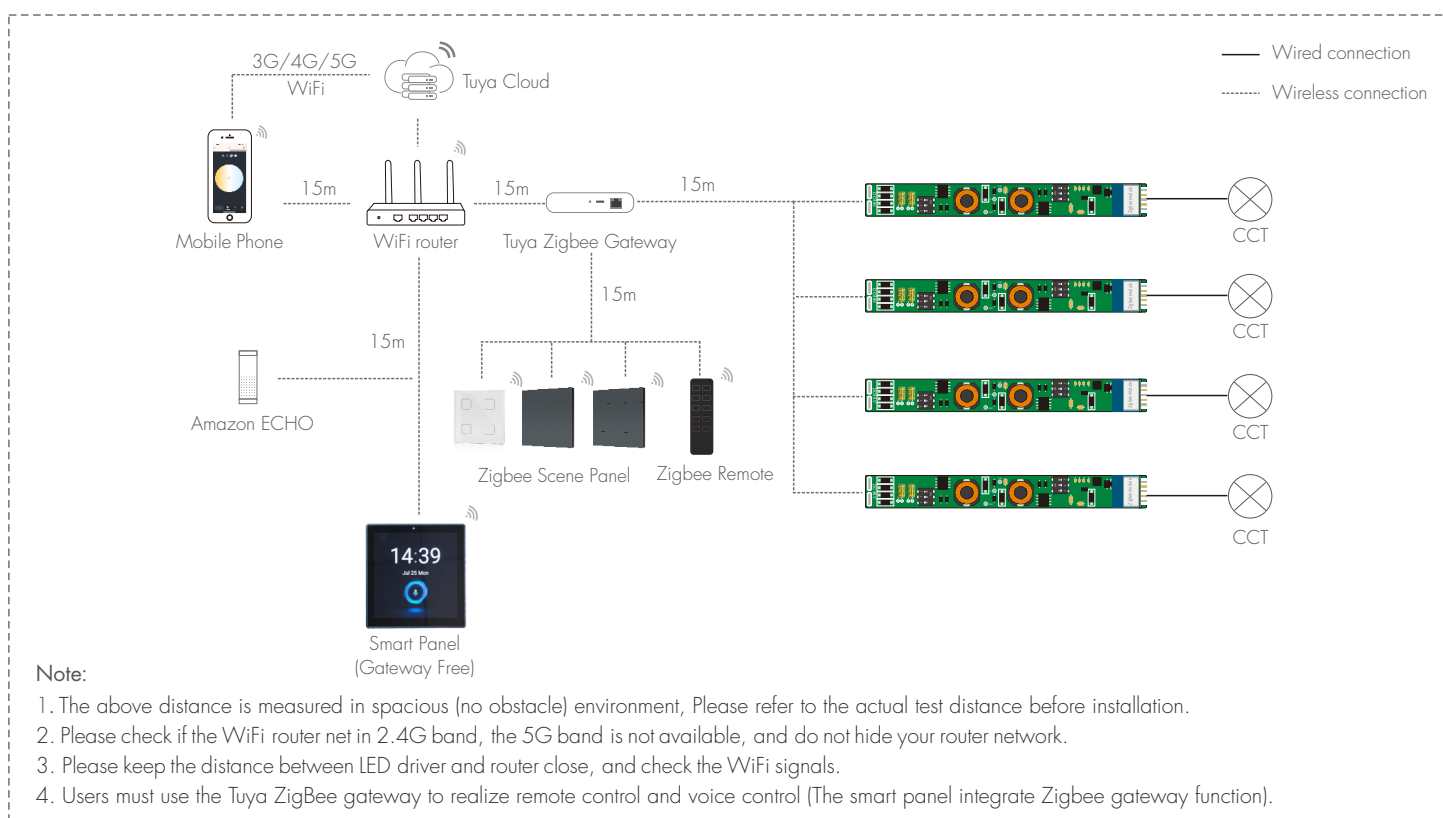 3G/4G/5G
WiFi
Tuya Cloud
Wired connection
Wireless connection
15m
15m
15m
Mobile Phone
WiFi router
Tuya Zigbee Gateway
CCT
15m
15m
CCT
Amazon ECHO
Zigbee Scene Panel
Zigbee Remote
CCT
14:39
Jul 25 Mon
CCT
Smart Panel
(Gateway Free)
Note:
1. The above distance is measured in spacious (no obstacle) environment, Please refer to the actual test distance before installation.
2. Please check if the WiFi router net in 2.4G band, the 5G band is not available, and do not hide your router network.
3. Please keep the distance between LED driver and router close, and check the WiFi signals.
4. Users must use the Tuya ZigBee gateway to realize remote control and voice control (The smart panel integrate Zigbee gateway function).